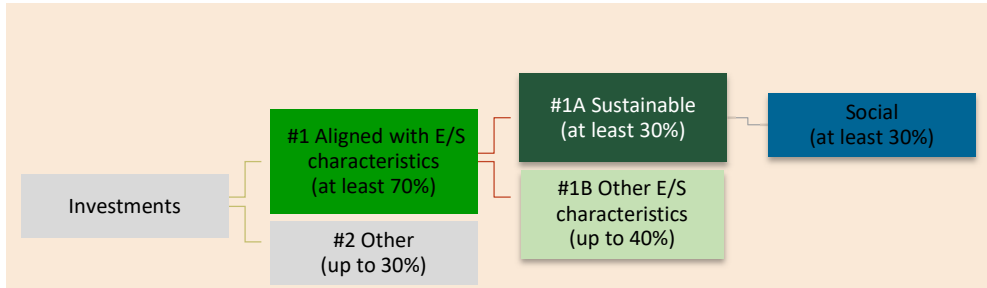 Investments
#1 Aligned with E/S
characteristics
(at least 70%)
#2 Other
(up to 30%)
#1A Sustainable
(at least 30%)
#1B Other E/S
characteristics
(up to 40%)
Social
(at least 30%)